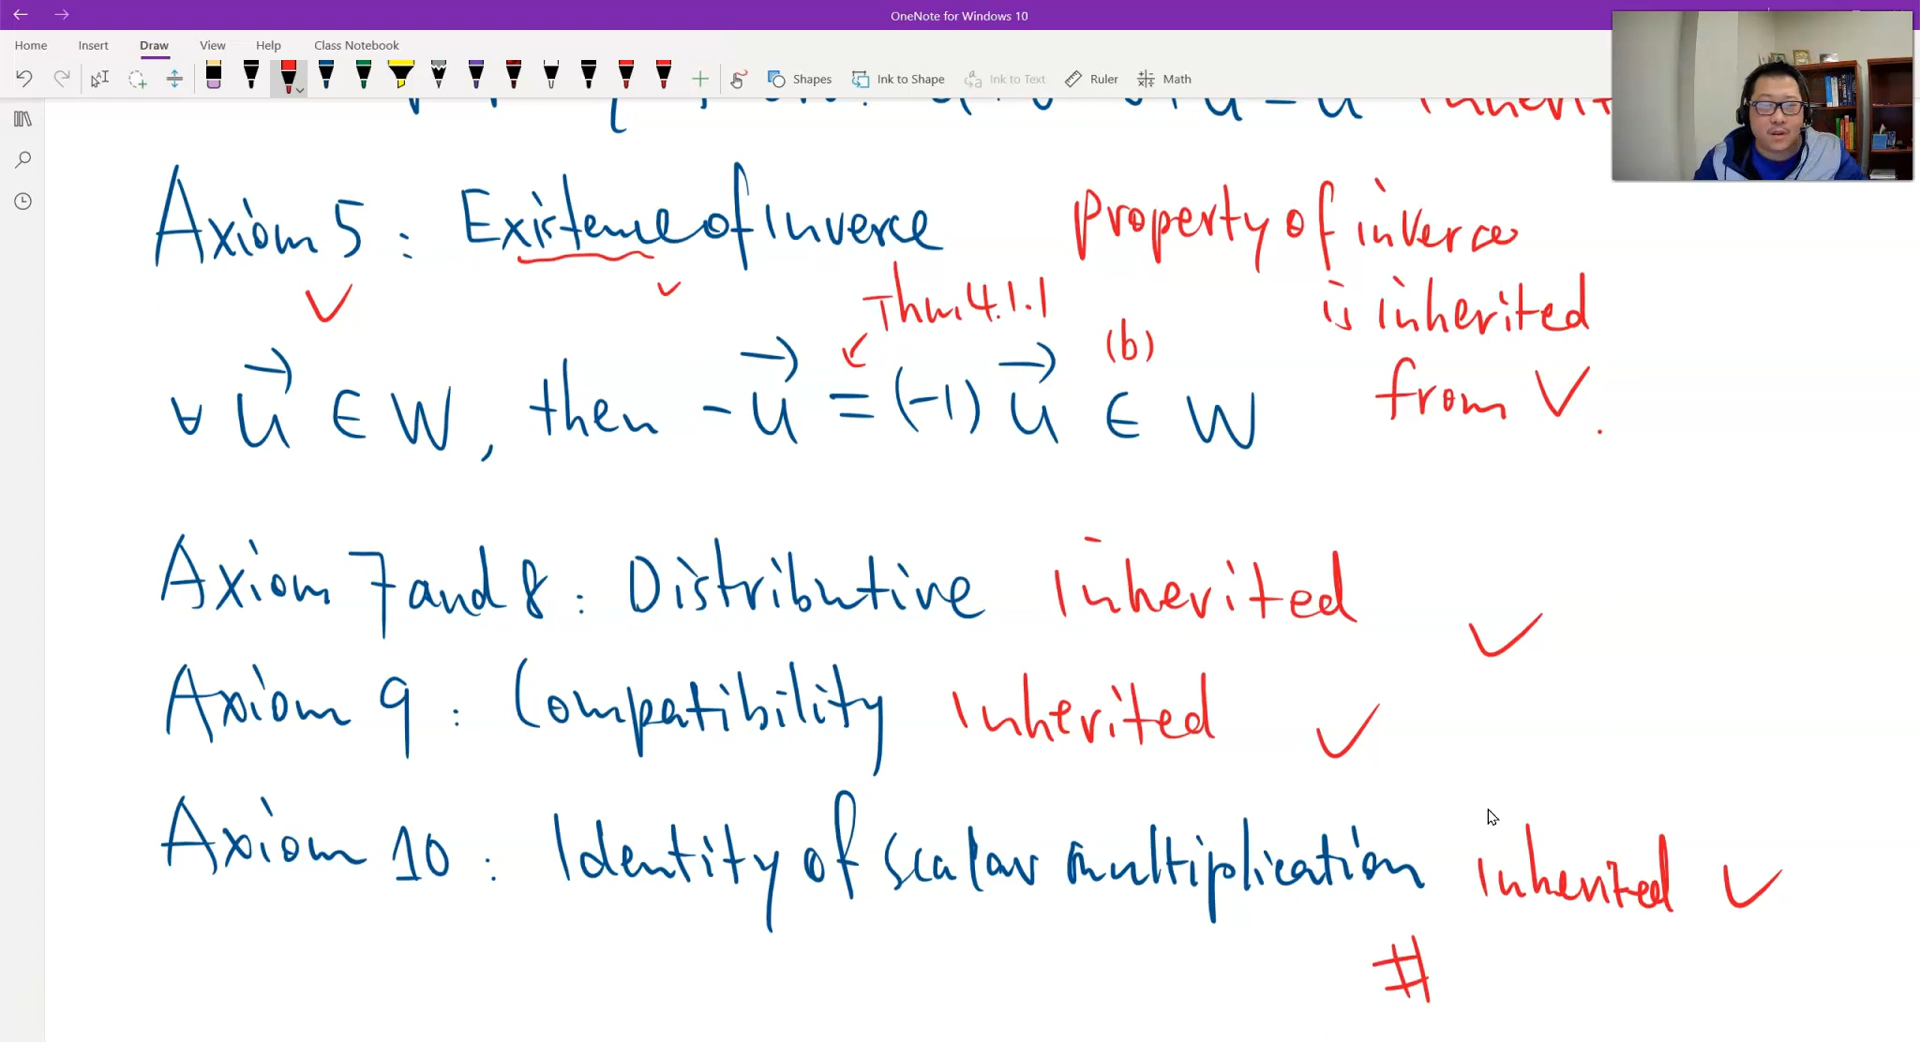 OneNote for Windows 10
Home Insert Draw View Help Class Notebook
Shapes Ink to Shape Ink to Text Ruler Math
Axiom 5 : Existence of Inverse Property of inverse
is inherited
from V.
Thm. 4.1.1
(b)
∀ u⃗ ∈ W, then -u⃗ = (-1) u⃗ ∈ W
Axiom 7 and 8 : Distributive Inherited ✓
Axiom 9 : Compatibility Inherited ✓
Axiom 10 : Identity of scalar multiplication Inherited ✓
#